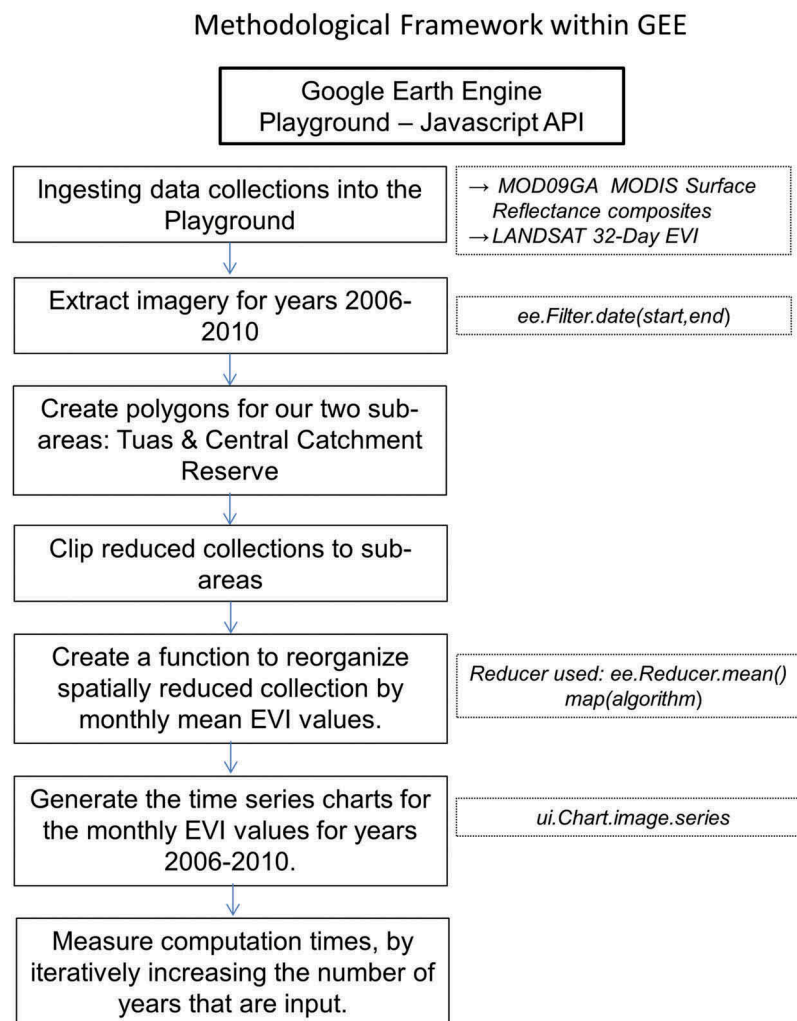 Methodological Framework within GEE
Google Earth Engine
Playground – Javascript API
Ingesting data collections into the
Playground
→ MOD09GA MODIS Surface
Reflectance composites
→ LANDSAT 32-Day EVI
Extract imagery for years 2006-
2010
ee.Filter.date(start,end)
Create polygons for our two sub-
areas: Tuas & Central Catchment
Reserve
Clip reduced collections to sub-
areas
Create a function to reorganize
spatially reduced collection by
monthly mean EVI values.
Reducer used: ee.Reducer.mean()
map(algorithm)
Generate the time series charts for
the monthly EVI values for years
2006-2010.
ui.Chart.image.series
Measure computation times, by
iteratively increasing the number of
years that are input.